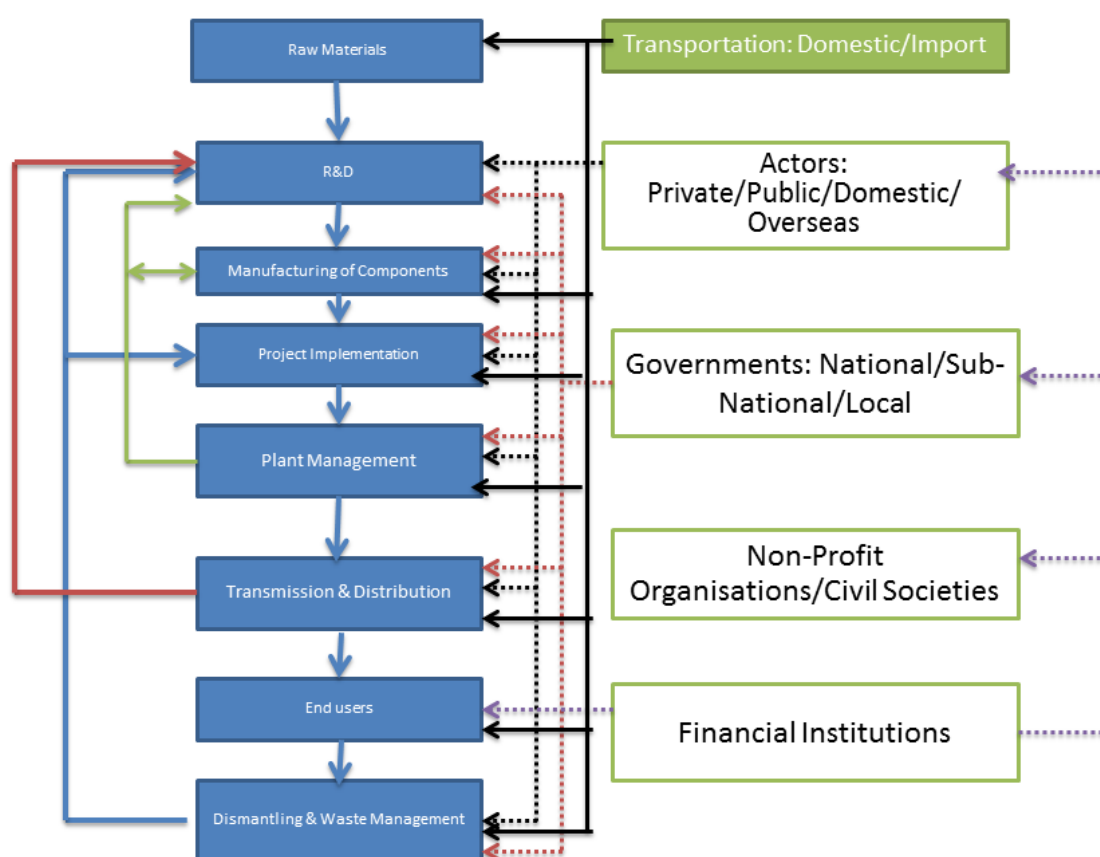 Raw Materials
Transportation: Domestic/Import
R&D
Actors:
Private/Public/Domestic/
Overseas
Manufacturing of Components
Project Implementation
Governments: National/Sub-
National/Local
Plant Management
Transmission & Distribution
Non-Profit
Organisations/Civil Societies
End users
Financial Institutions
Dismantling & Waste Management